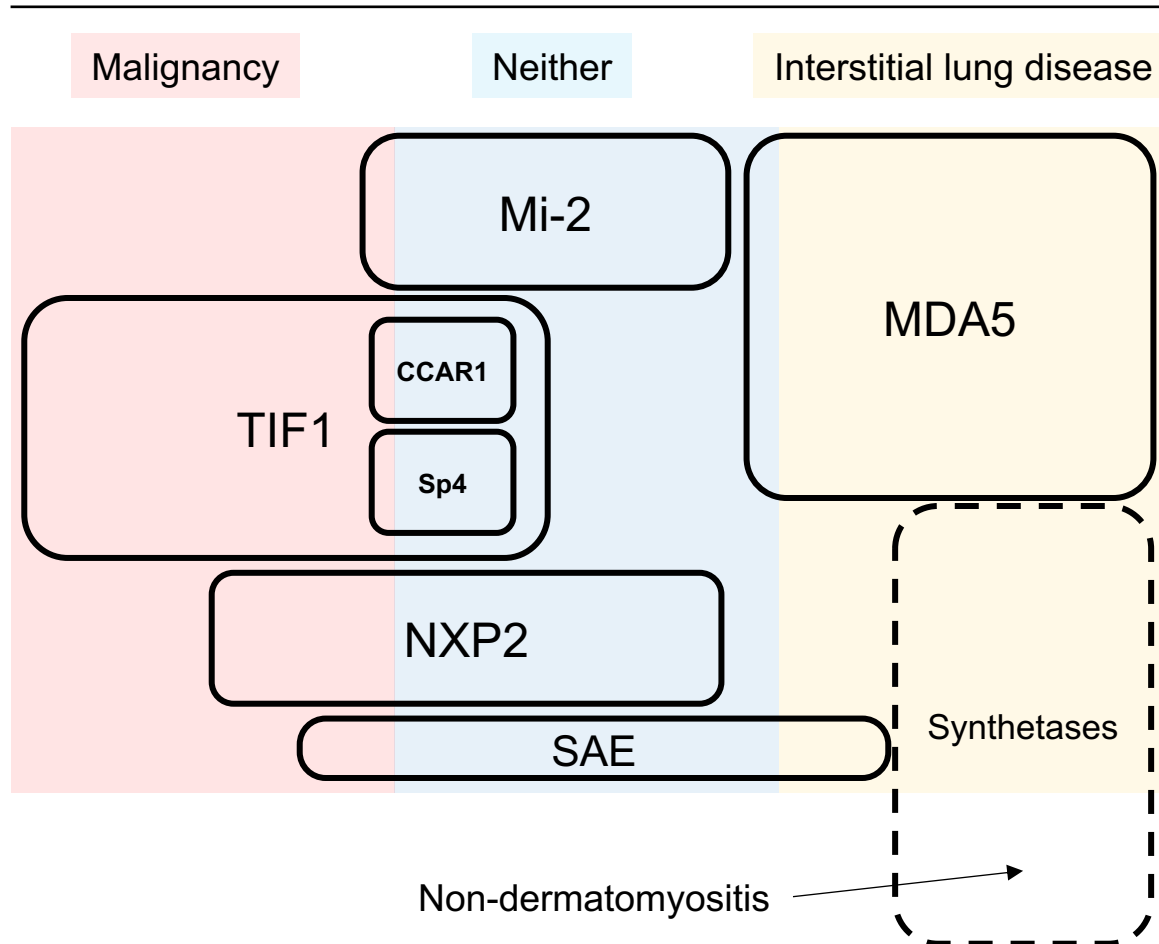 Malignancy
Neither
Interstitial lung disease
Mi-2
MDA5
CCAR1
TIF1
Sp4
NXP2
SAE
Synthetases
Non-dermatomyositis